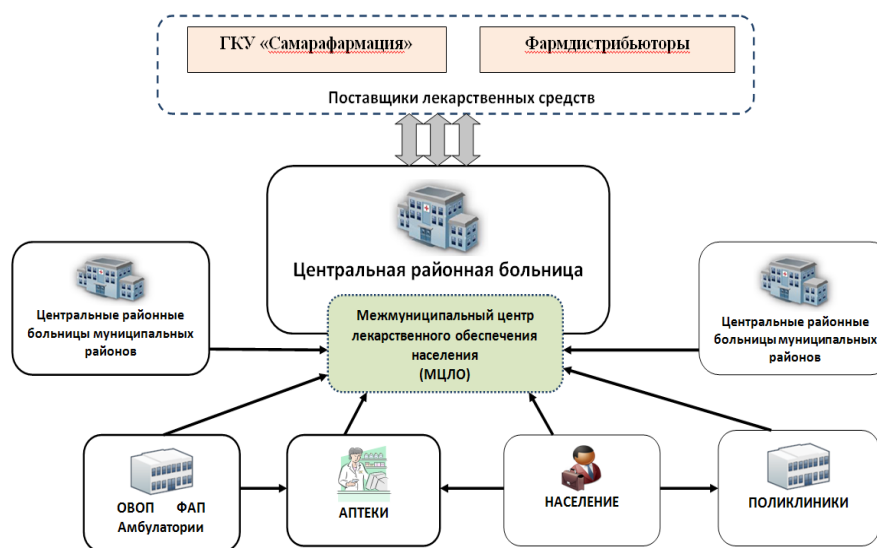 ГКУ «Самарафармация»
Фармдистрибьюторы
Поставщики лекарственных средств
Центральная районная больница
Центральные районные
больницы муниципальных
районов
Межмуниципальный центр
лекарственного обеспечения
населения
(МЦЛО)
Центральные районные
больницы муниципальных
районов
ОВОП ФАП
Амбулатории
АПТЕКИ
НАСЕЛЕНИЕ
ПОЛИКЛИНИКИ